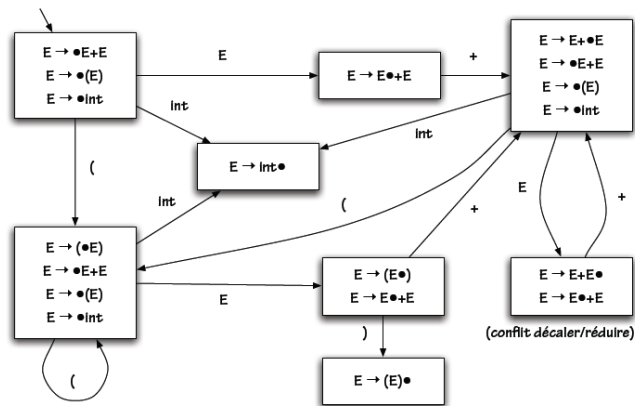 E → ●E+E
E → ●(E)
E → ●int
E
E → E●+E
+
E → E+●E
E → ●E+E
E → ●(E)
E → ●int
int
int
E → int●
(
int
(
E
+
+
E → (●E)
E → ●E+E
E → ●(E)
E → ●int
E
E → (E●)
E → E●+E
E → E+E●
E → E●+E
(conflit décaler/réduire)
)
(
E → (E)●